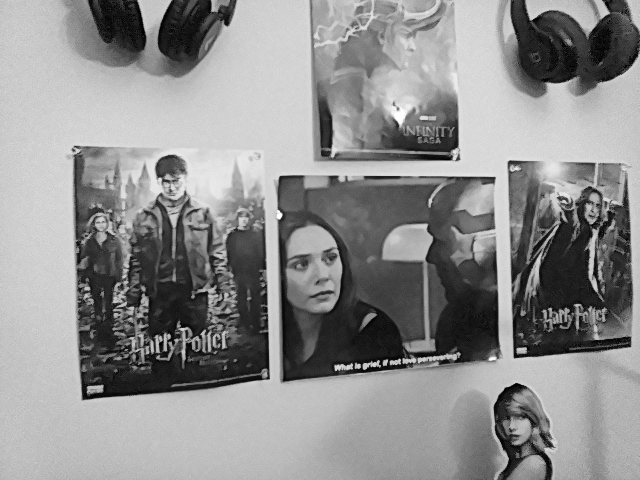 INFINITY
SAGA
Harry Potter
What is grief, if not love persevering?
Harry Potter